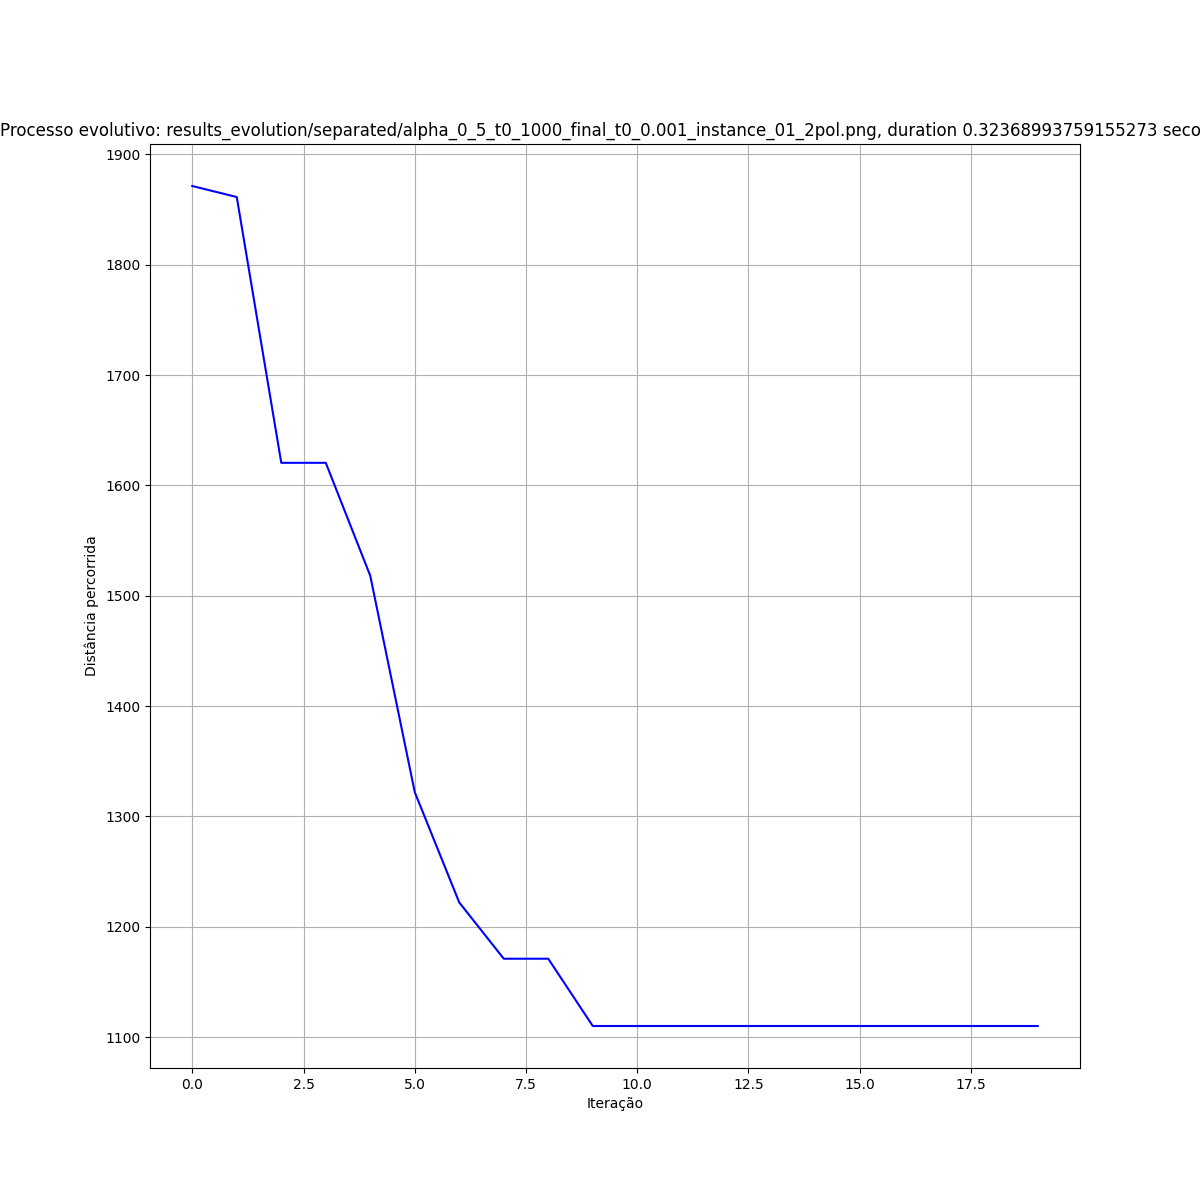 Processo evolutivo: results_evolution/separated/alpha_0_5_t0_1000_final_t0_0.001_instance_01_2pol.png, duration 0.32368993759155273 seco
1900
1800
1700
1600
1500
1400
1300
1200
1100
Distância percorrida
0.0 2.5 5.0 7.5 10.0 12.5 15.0 17.5
Iteração